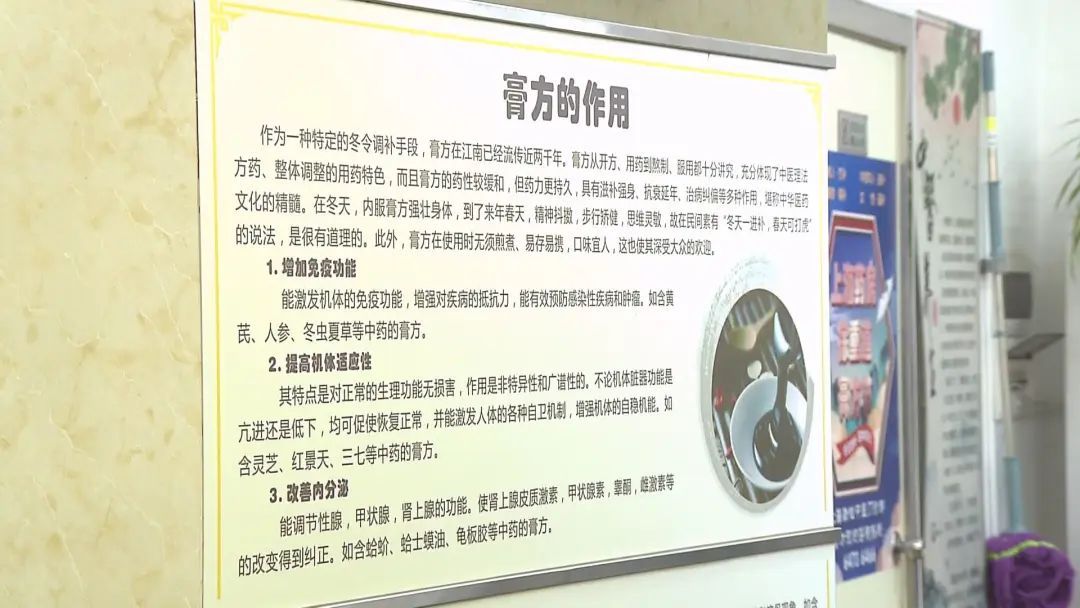 膏方的作用
作为一种特定的冬令调补手段，膏方在江南已经流传近两千年。膏方从开方、用药到熬制、服用都十分讲究，充分体现了中医理法
方药、整体调整的用药特色，而且膏方的药性较缓和，但药力更持久，具有滋补强身、抗衰延年、治病纠偏等多种作用，堪称中华医药
文化的精髓。在冬天，内服膏方强壮身体，到了来年春天，精神抖擞，步行矫健，思维灵敏，故在民间素有“冬天一进补，春天可打虎”
的说法，是很有道理的。此外，膏方在使用时无须煎煮、易存易携，口味宜人，这也使其深受大众的欢迎。
1. 增加免疫功能
能激发机体的免疫功能，增强对疾病的抵抗力，能有效预防感染性疾病和肿瘤。如含黄
芪、人参、冬虫夏草等中药的膏方。
2. 提高机体适应性
其特点是对正常的生理功能无损害，作用是非特异性和广谱性的。不论机体脏器功能是
亢进还是低下，均可促使恢复正常，并能激发人体的各种自卫机制，增强机体的自稳机能。如
含灵芝、红景天、三七等中药的膏方。
3. 改善内分泌
能调节性腺，甲状腺，肾上腺的功能。使肾上腺皮质激素，甲状腺素，睾酮，雌激素等
的改变得到纠正。如含蛤蚧、蛤士蟆油、龟板胶等中药的膏方。